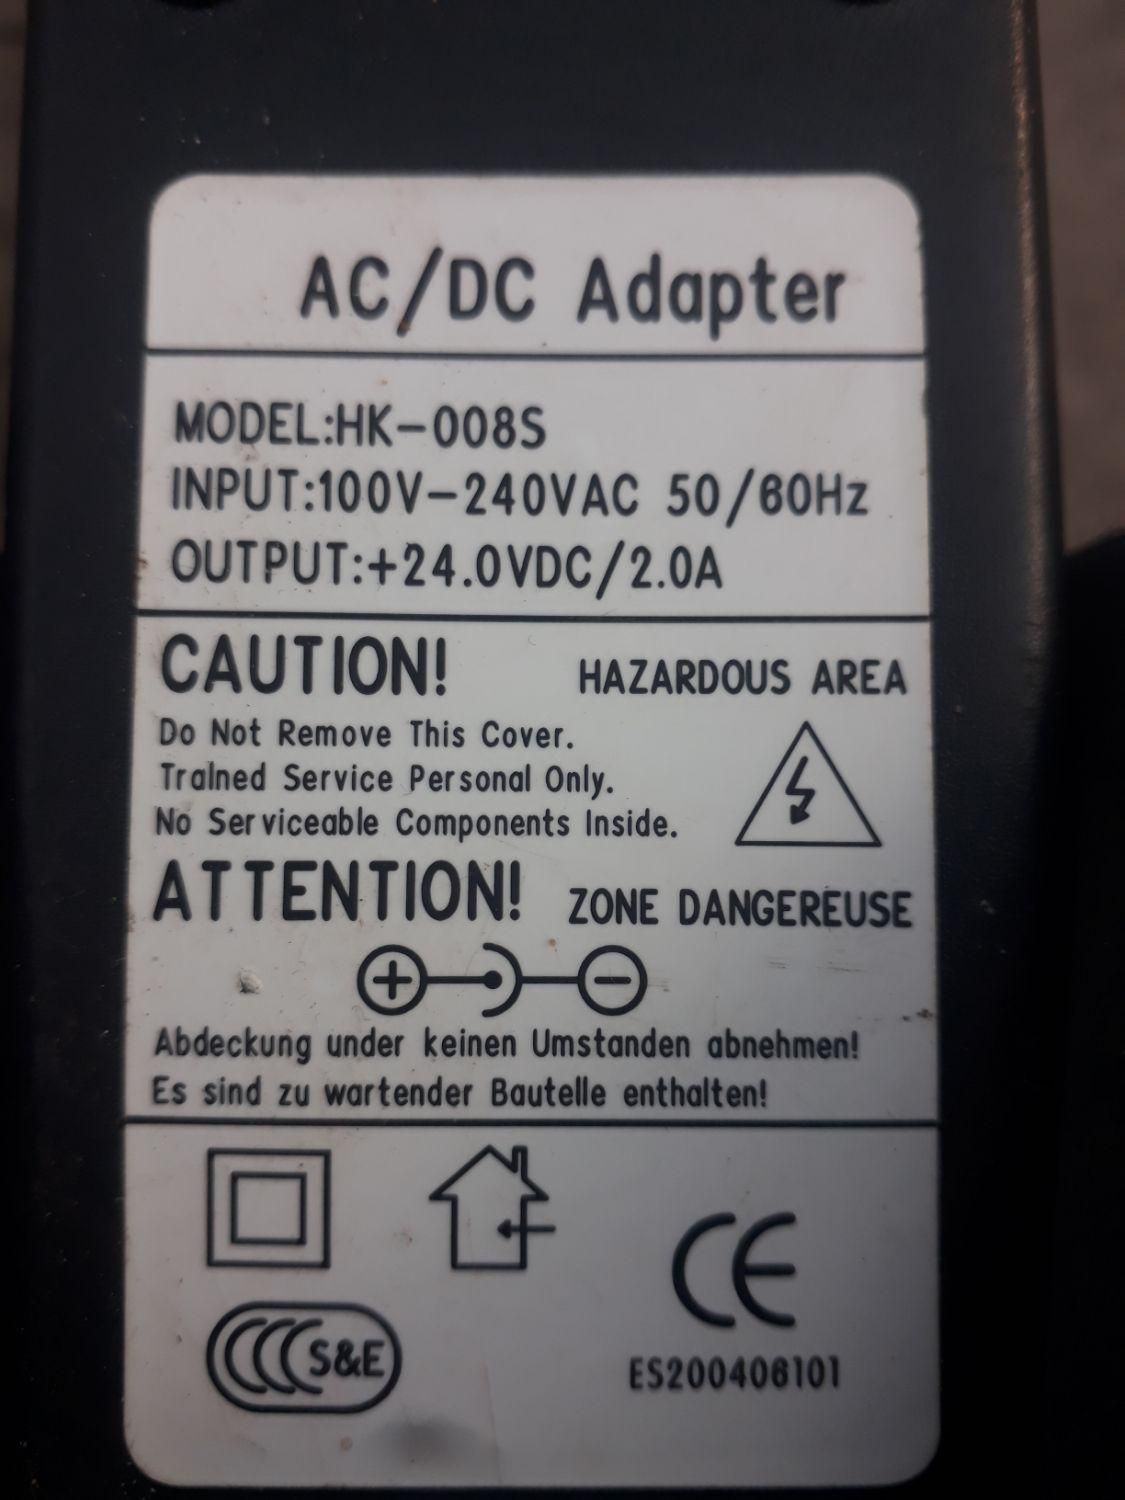 AC/DC Adapter
MODEL:HK-008S
INPUT:100V-240VAC 50/60Hz
OUTPUT:+24.0VDC/2.0A
CAUTION! HAZARDOUS AREA
Do Not Remove This Cover.
Tralned Service Personal Only.
No Serviceable Components Inside.
ATTENTION! ZONE DANGEREUSE
Abdeckung under keinen Umstanden abnehmen!
Es sind zu wartender Bautelle enthalten!
CE
CCC S&E
ES200406101